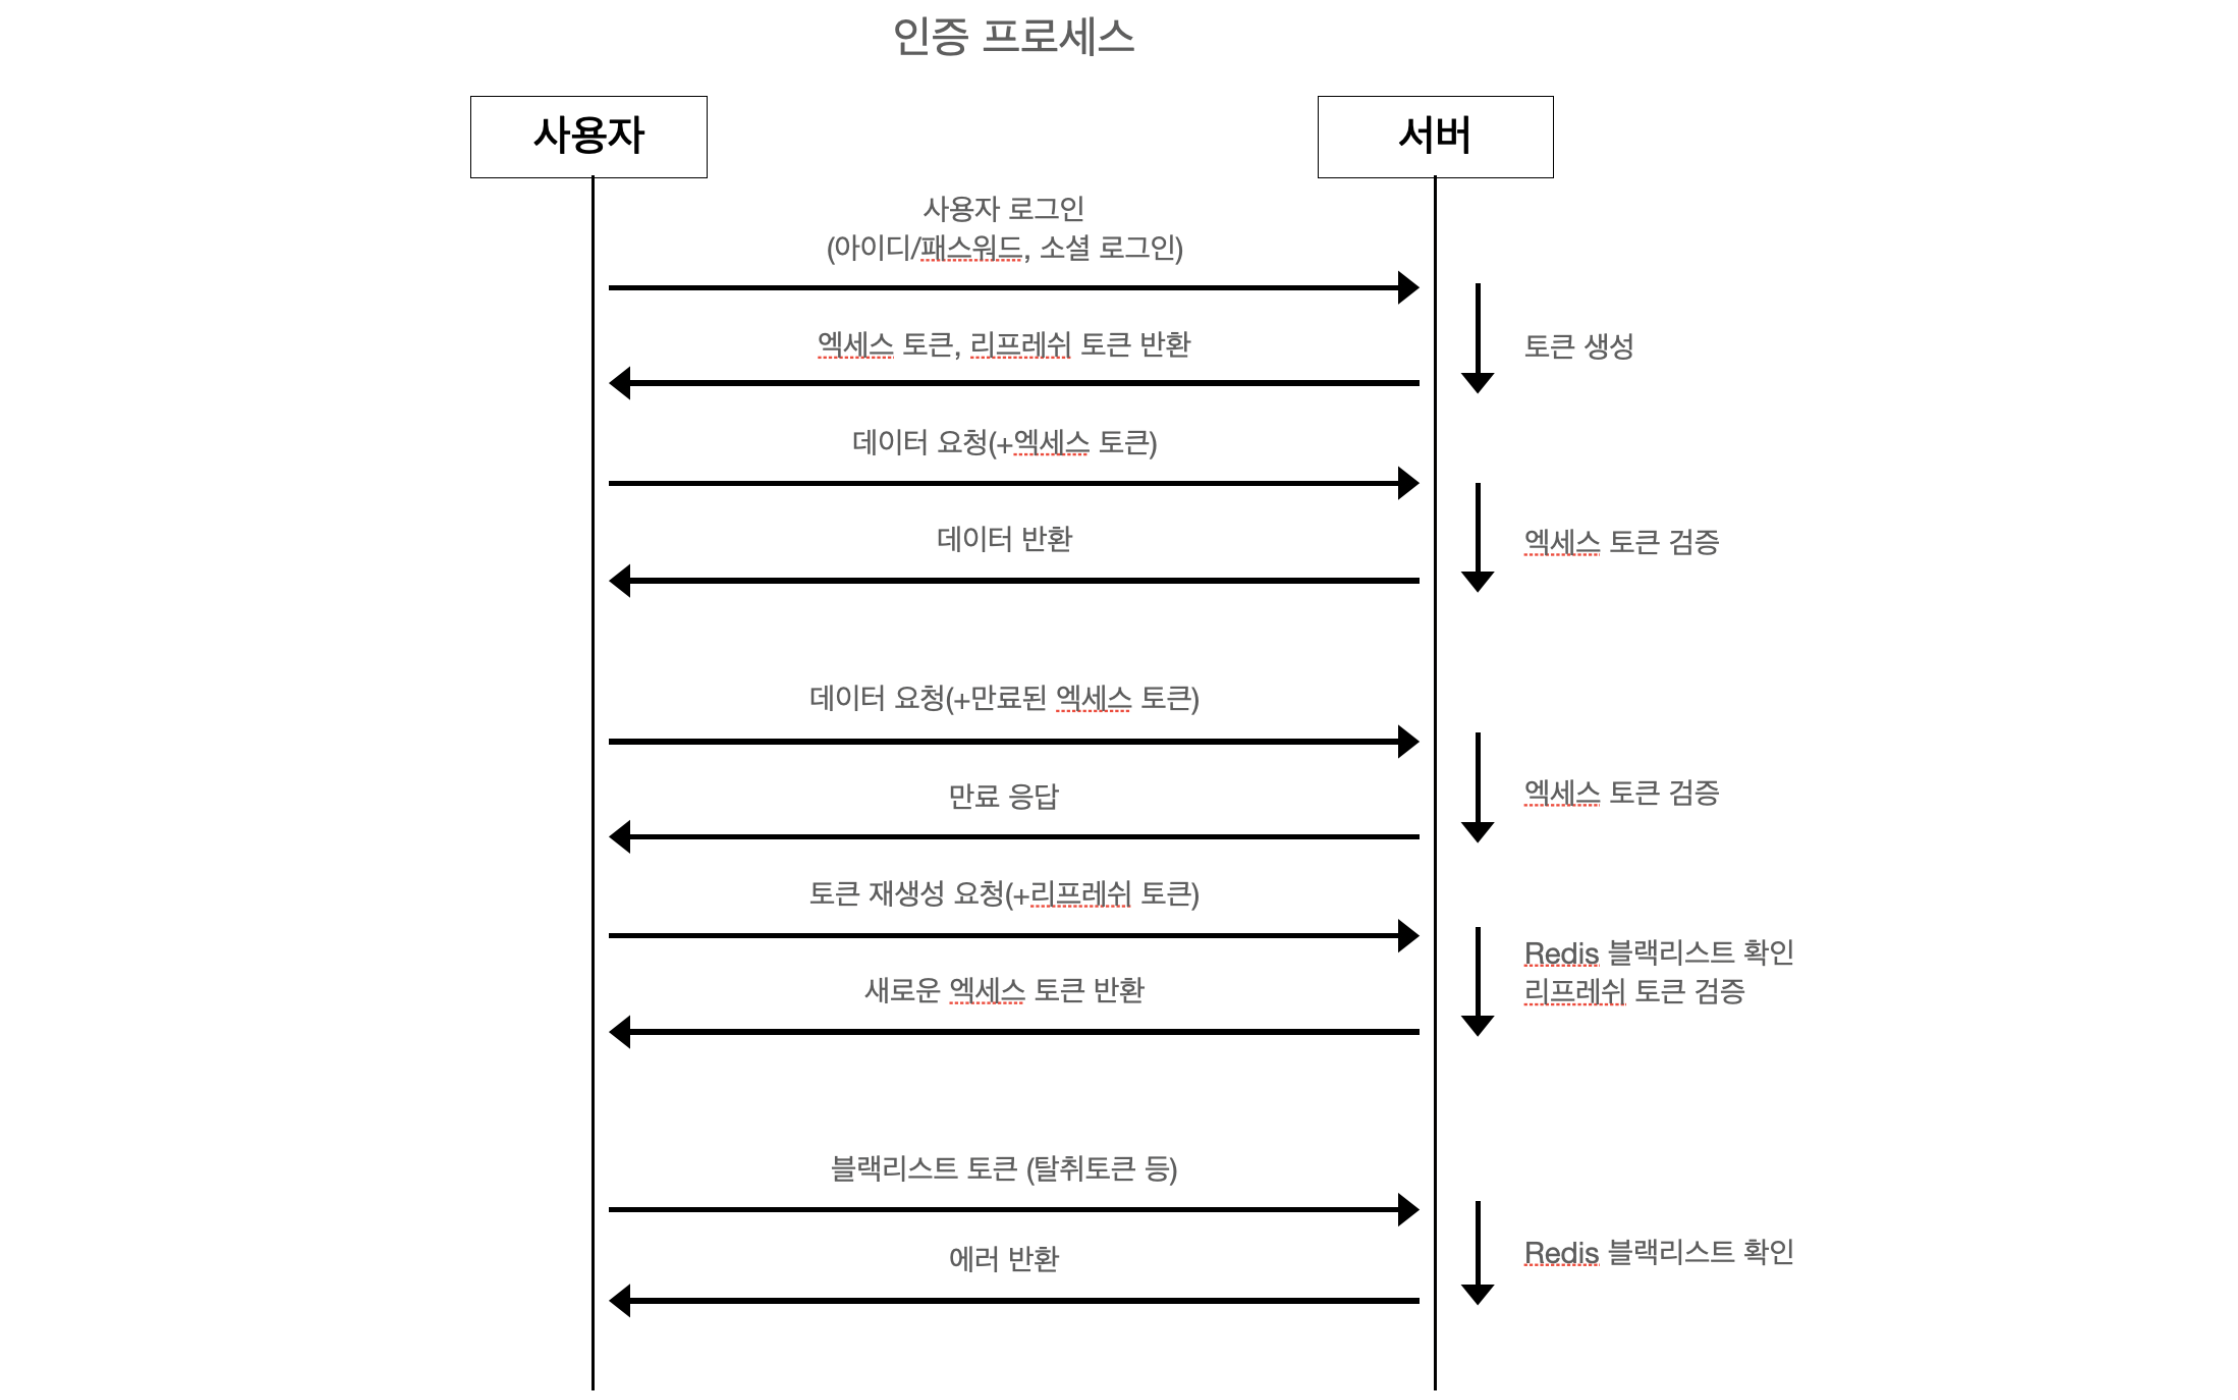 인증 프로세스
사용자
서버
사용자 로그인
(아이디/패스워드, 소셜 로그인)
엑세스 토큰, 리프레쉬 토큰 반환
토큰 생성
데이터 요청(+엑세스 토큰)
데이터 반환
엑세스 토큰 검증
데이터 요청(+만료된 엑세스 토큰)
만료 응답
엑세스 토큰 검증
토큰 재생성 요청(+리프레쉬 토큰)
새로운 엑세스 토큰 반환
Redis 블랙리스트 확인
리프레쉬 토큰 검증
블랙리스트 토큰 (탈취토큰 등)
에러 반환
Redis 블랙리스트 확인